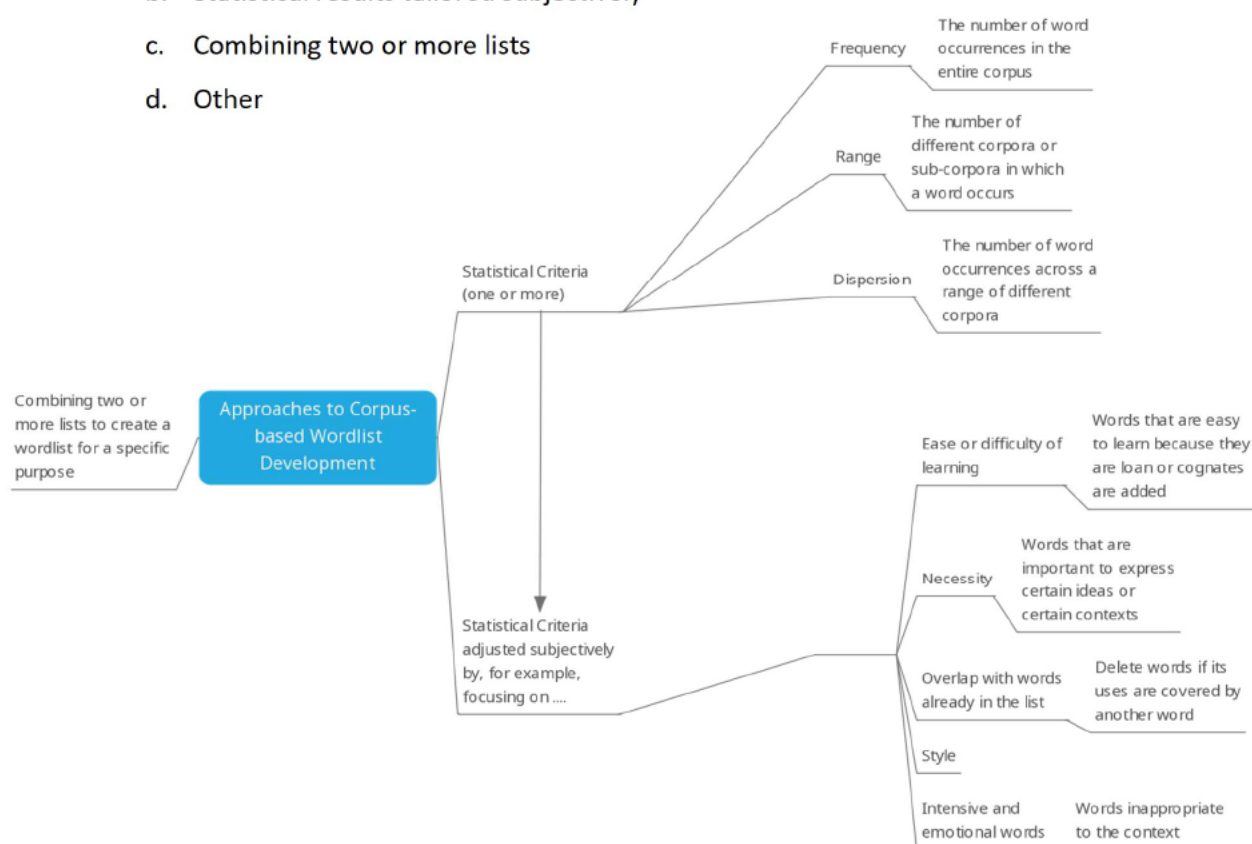 b. Statistical results tailored subjectively
c. Combining two or more lists
d. Other
Frequency
The number of word
occurrences in the
entire corpus
Range
The number of
different corpora or
sub-corpora in which
a word occurs
Statistical Criteria
(one or more)
Dispersion
The number of word
occurrences across a
range of different
corpora
Combining two or
more lists to create a
wordlist for a specific
purpose
Approaches to Corpus-
based Wordlist
Development
Ease or difficulty of
learning
Words that are easy
to learn because they
are loan or cognates
are added
Necessity
Words that are
important to express
certain ideas or
certain contexts
Statistical Criteria
adjusted subjectively
by, for example,
focusing on ....
Overlap with words
already in the list
Delete words if its
uses are covered by
another word
Style
Intensive and
emotional words
Words inappropriate
to the context